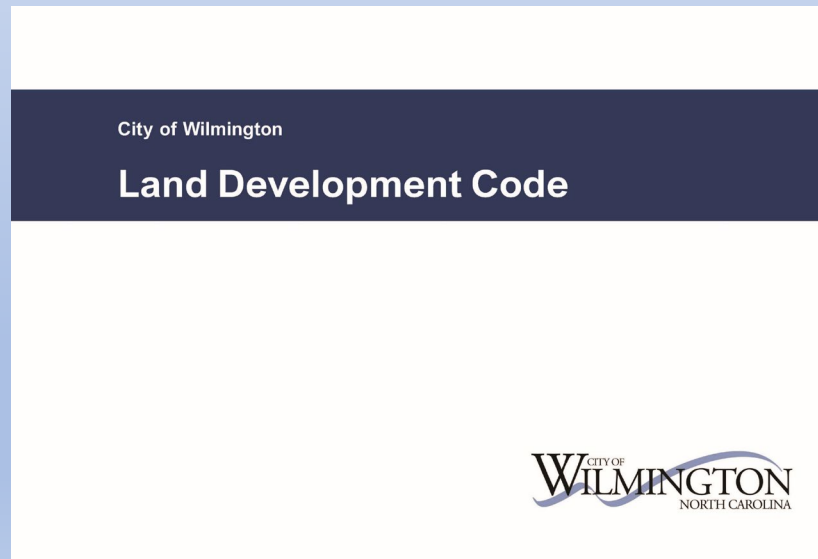 City of Wilmington
Land Development Code
CITY OF
WILMINGTON
NORTH CAROLINA